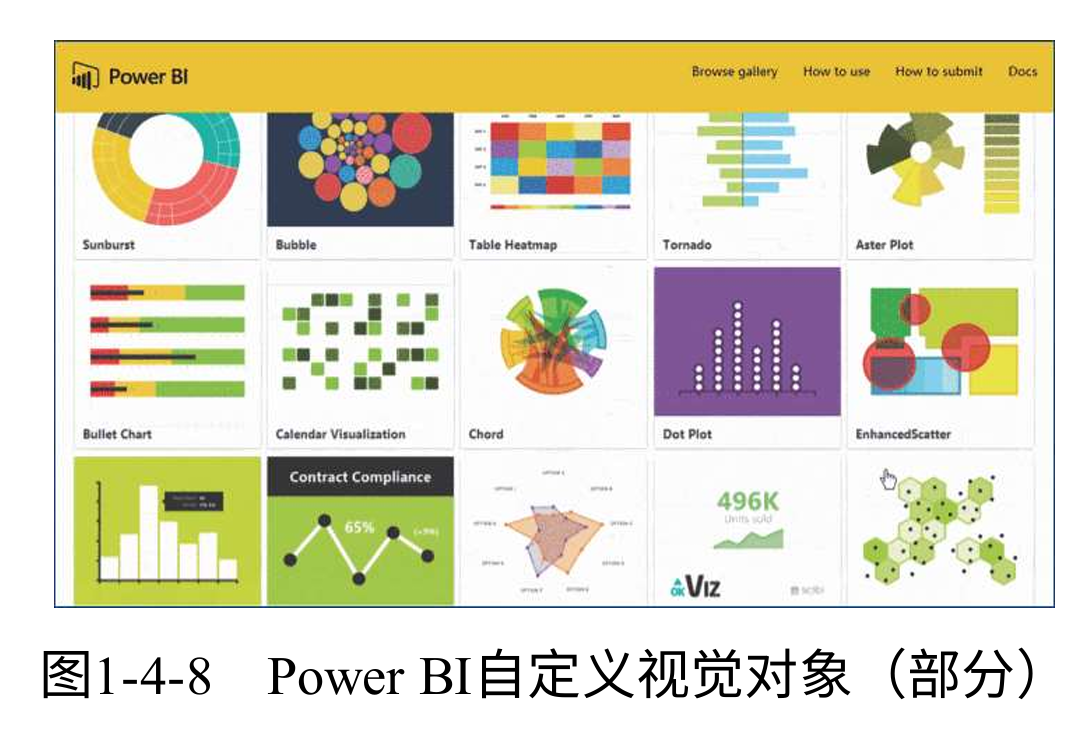 Power BI
Browse gallery How to use How to submit Docs
Sunburst Bubble Table Heatmap Tornado Aster Plot
Bullet Chart Calendar Visualization Chord Dot Plot EnhancedScatter
Contract Compliance
65%
496K
Units sold
OK VIZ
图1-4-8 Power BI自定义视觉对象（部分）